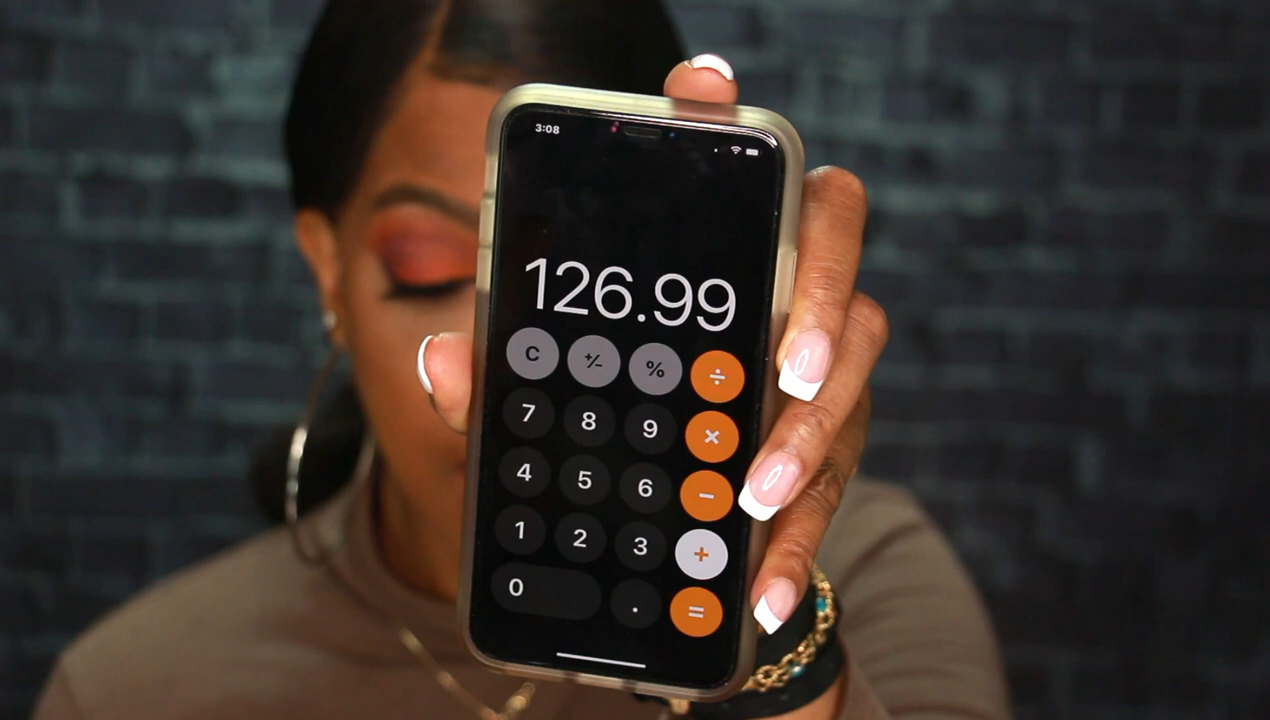 3:08
126.99
C +/- % ÷
7 8 9 ×
4 5 6 −
1 2 3 +
0 . =